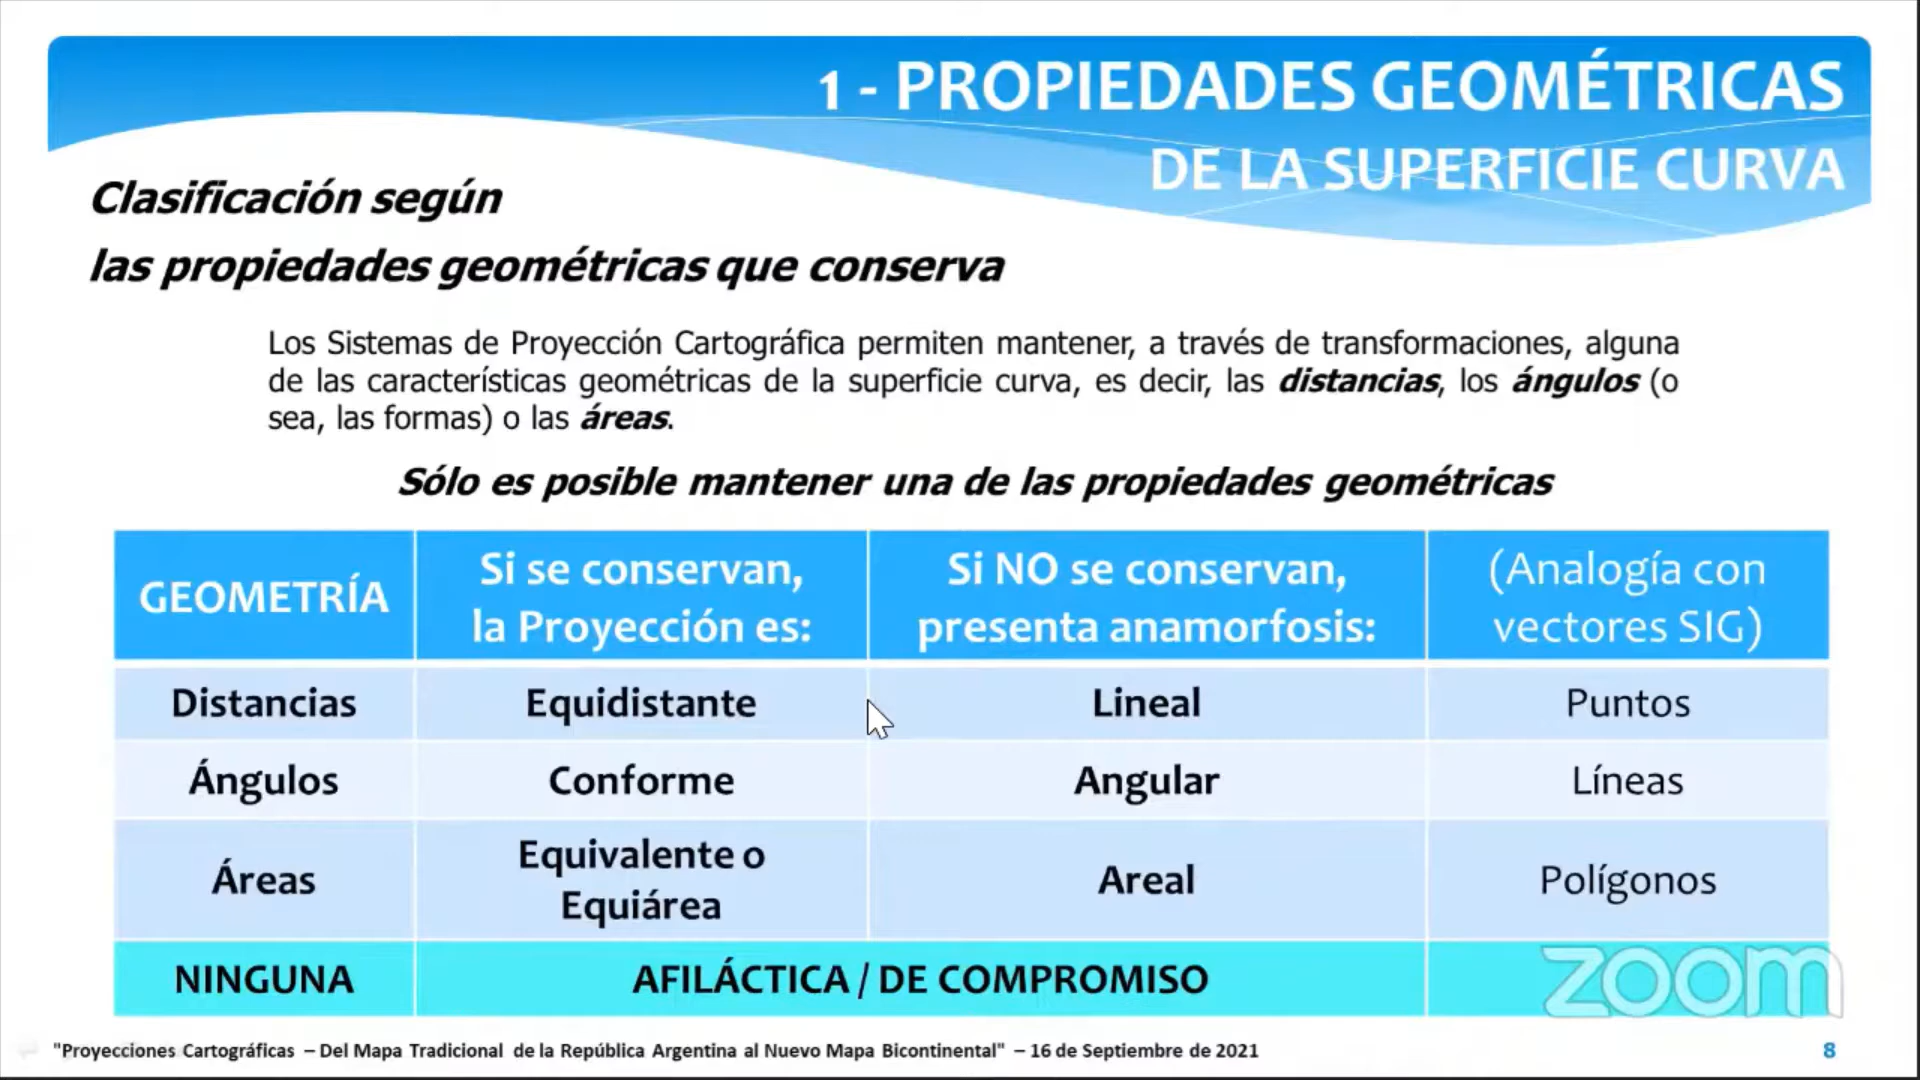 1 - PROPIEDADES GEOMÉTRICAS
DE LA SUPERFICIE CURVA
Clasificación según
las propiedades geométricas que conserva
Los Sistemas de Proyección Cartográfica permiten mantener, a través de transformaciones, alguna
de las características geométricas de la superficie curva, es decir, las distancias, los ángulos (o
sea, las formas) o las áreas.
Sólo es posible mantener una de las propiedades geométricas
GEOMETRÍA
Si se conservan,
la Proyección es:
Si NO se conservan,
presenta anamorfosis:
(Analogía con
vectores SIG)
Distancias
Equidistante
Lineal
Puntos
Ángulos
Conforme
Angular
Líneas
Áreas
Equivalente o
Equiárea
Areal
Polígonos
NINGUNA
AFILÁCTICA / DE COMPROMISO
zoom
"Proyecciones Cartográficas – Del Mapa Tradicional de la República Argentina al Nuevo Mapa Bicontinental" – 16 de Septiembre de 2021
8